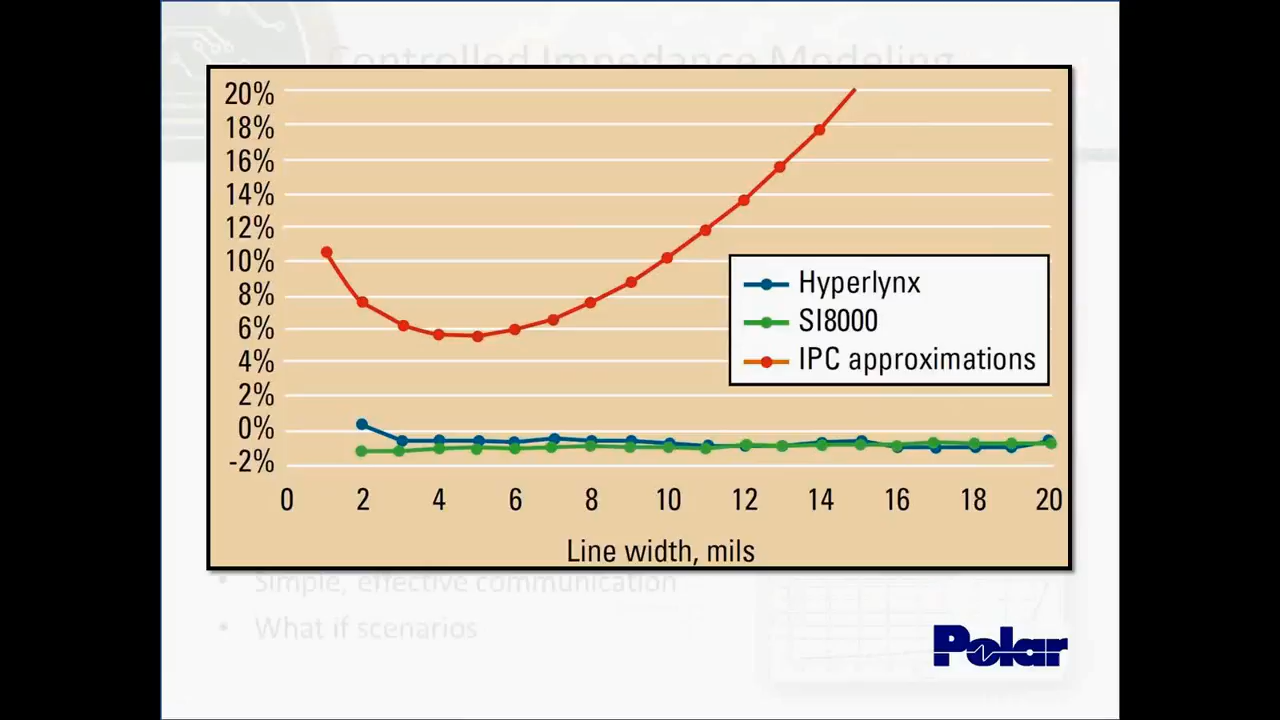 Controlled Impedance Modeling
20%
18%
16%
14%
12%
10%
8%
6%
4%
2%
0%
-2%
Hyperlynx
SI8000
IPC approximations
0 2 4 6 8 10 12 14 16 18 20
Line width, mils
• Simple, effective communication
• What if scenarios
Polar